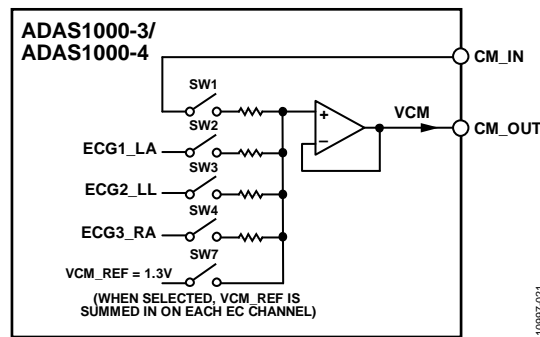 ADAS1000-3/
ADAS1000-4
CM_IN
SW1
SW2
VCM
CM_OUT
ECG1_LA
SW3
ECG2_LL
SW4
ECG3_RA
SW7
VCM_REF = 1.3V
(WHEN SELECTED, VCM_REF IS
SUMMED IN ON EACH EC CHANNEL)
+
–
10997-021